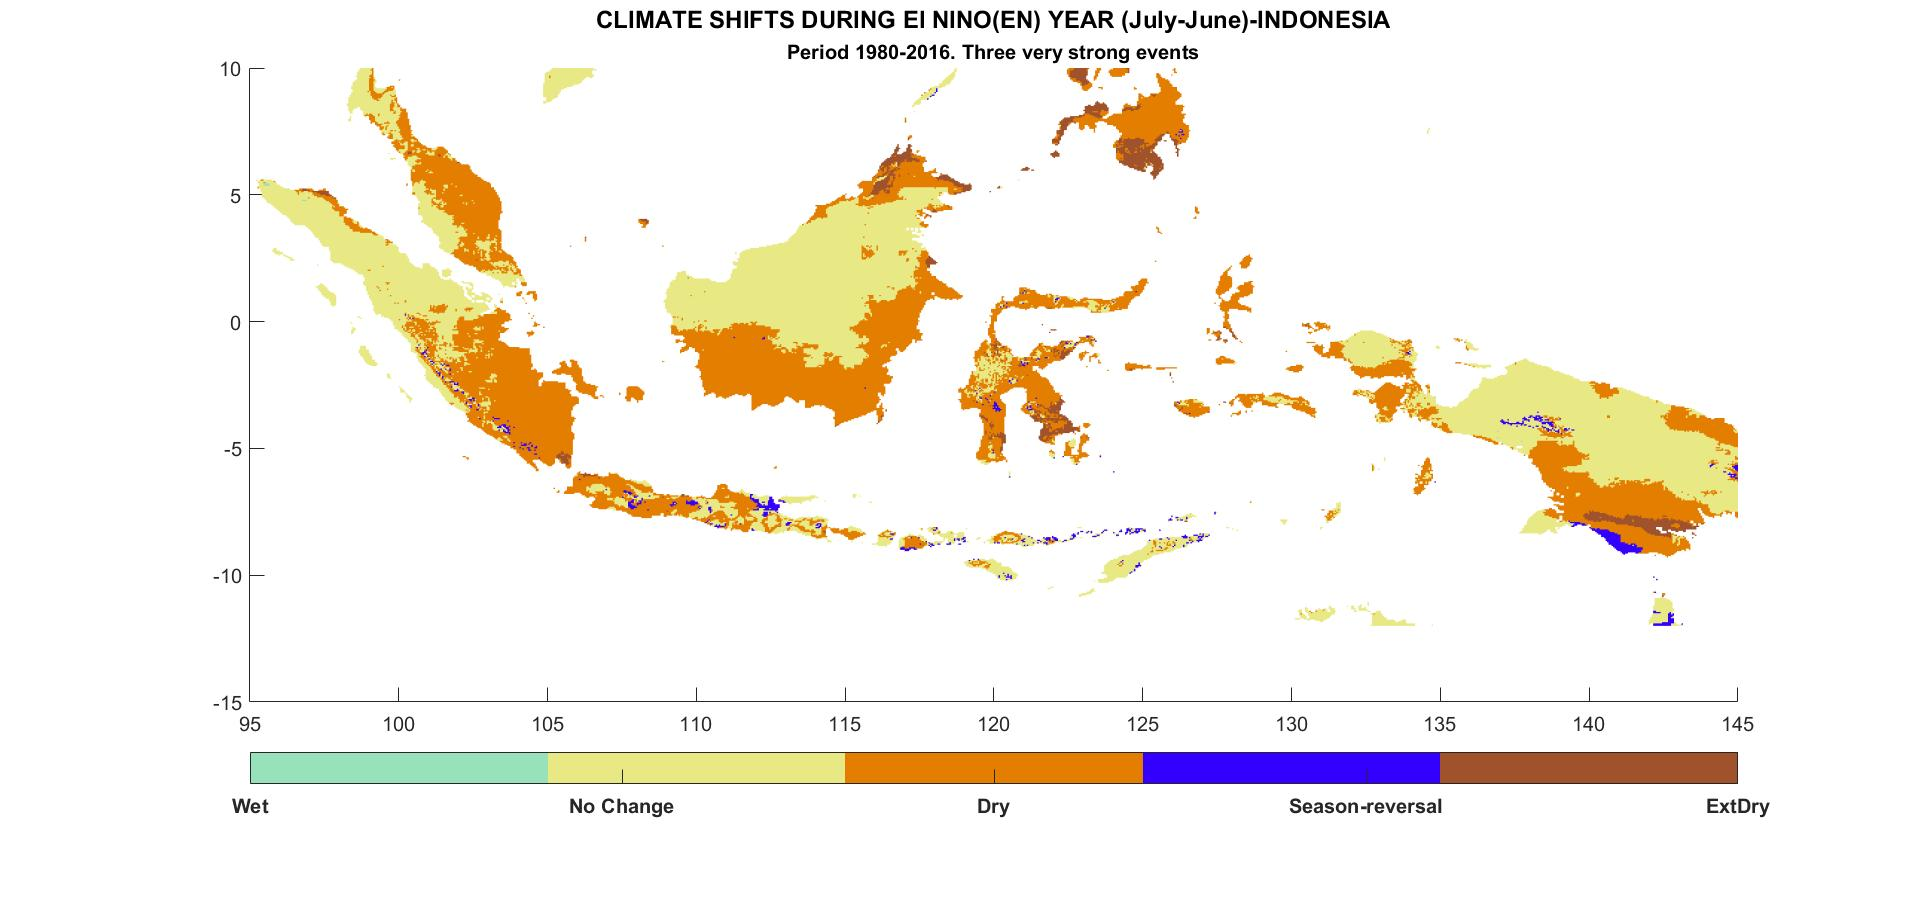 CLIMATE SHIFTS DURING El NINO(EN) YEAR (July-June)-INDONESIA
Period 1980-2016. Three very strong events
10
5
0
-5
-10
-15
95 100 105 110 115 120 125 130 135 140 145
Wet No Change Dry Season-reversal ExtDry